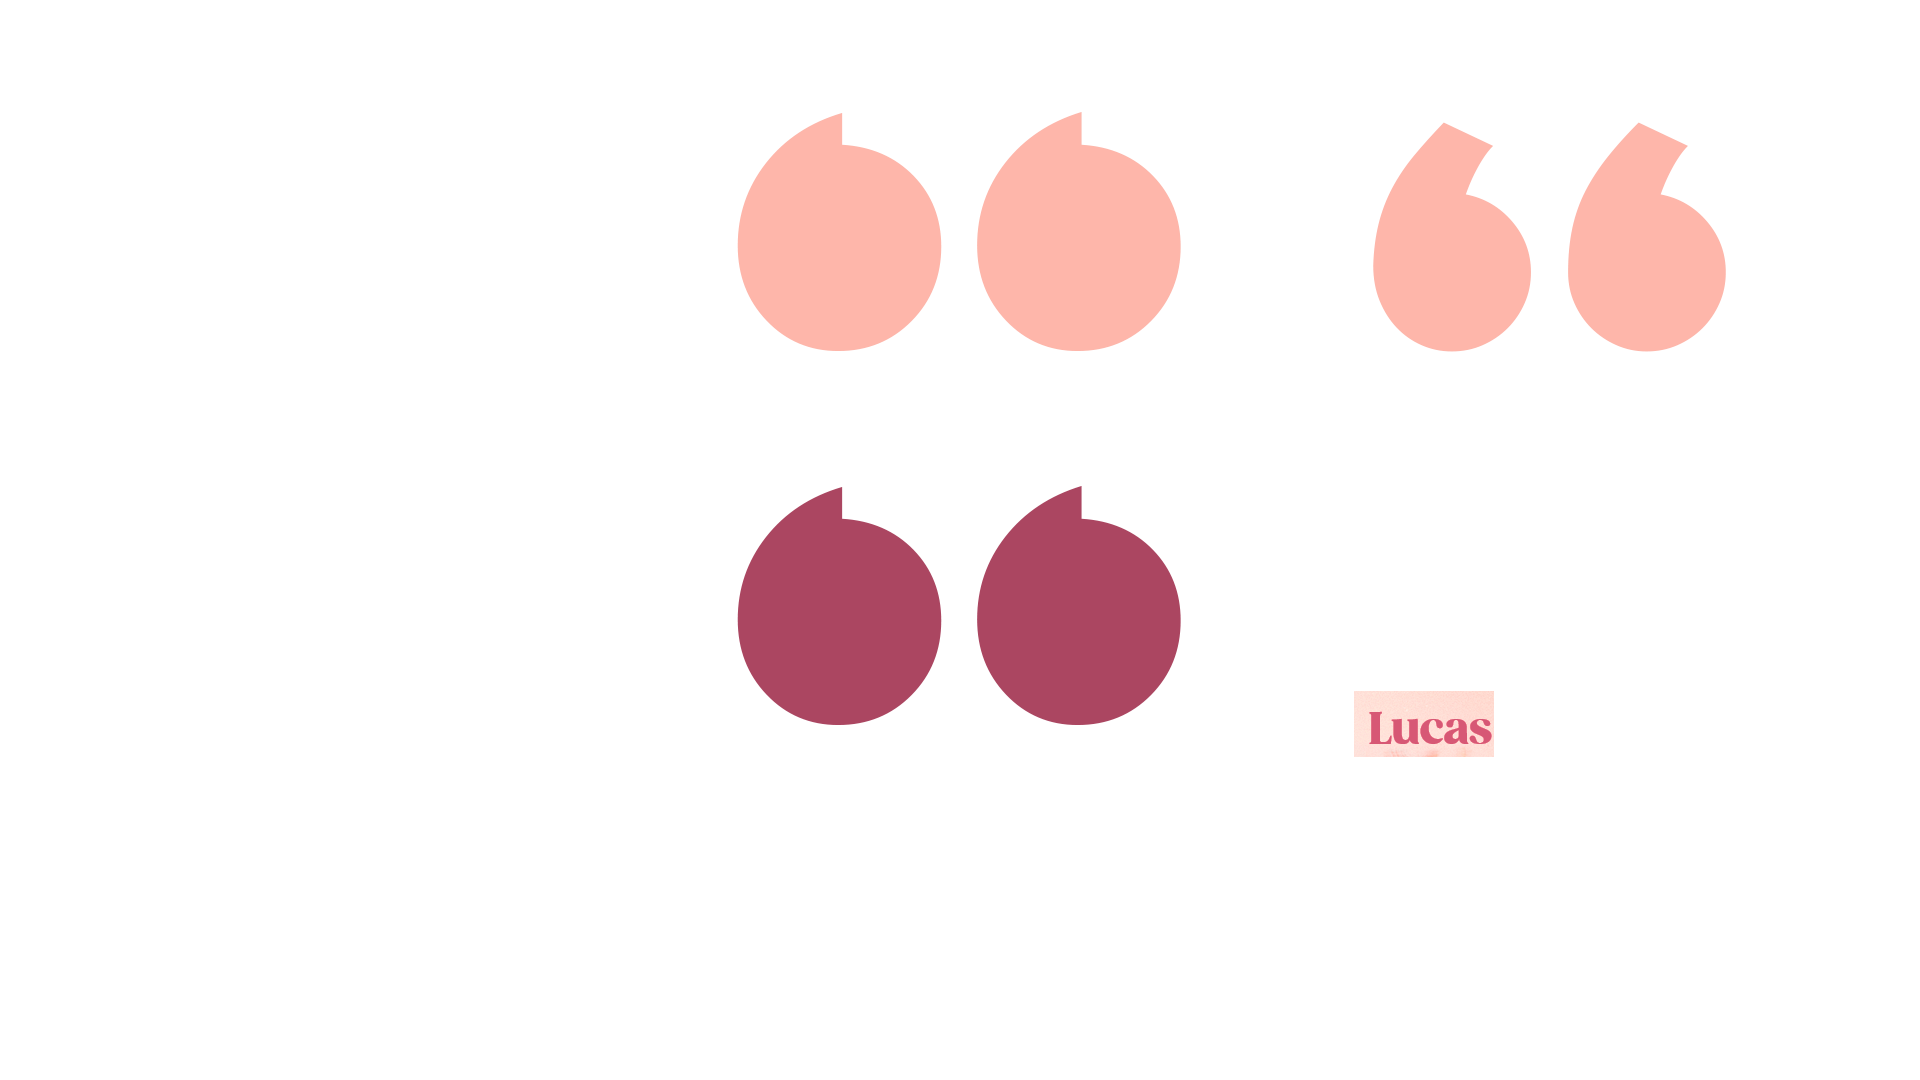 “ “
“
Lucas